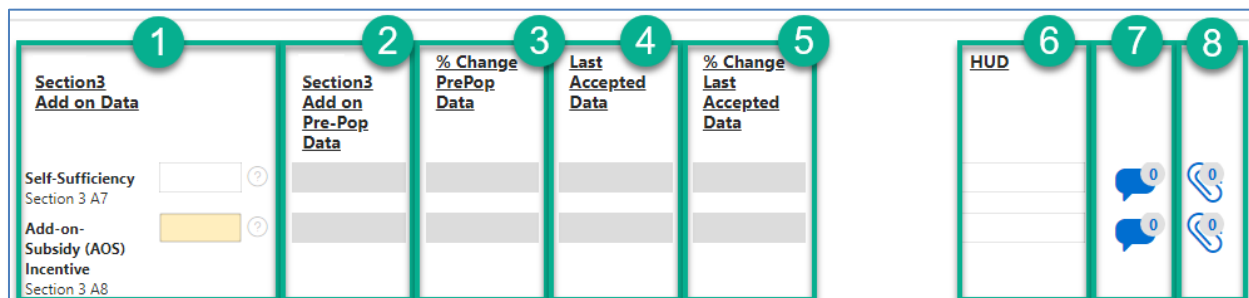 1
2
3
4
5
6
7
8
Section3
Add on Data
Section3
Add on
Pre-Pop
Data
% Change
PrePop
Data
Last
Accepted
Data
% Change
Last
Accepted
Data
HUD
Self-Sufficiency
Section 3 A7
?
0
0
Add-on-
Subsidy (AOS)
Incentive
Section 3 A8
?
0
0